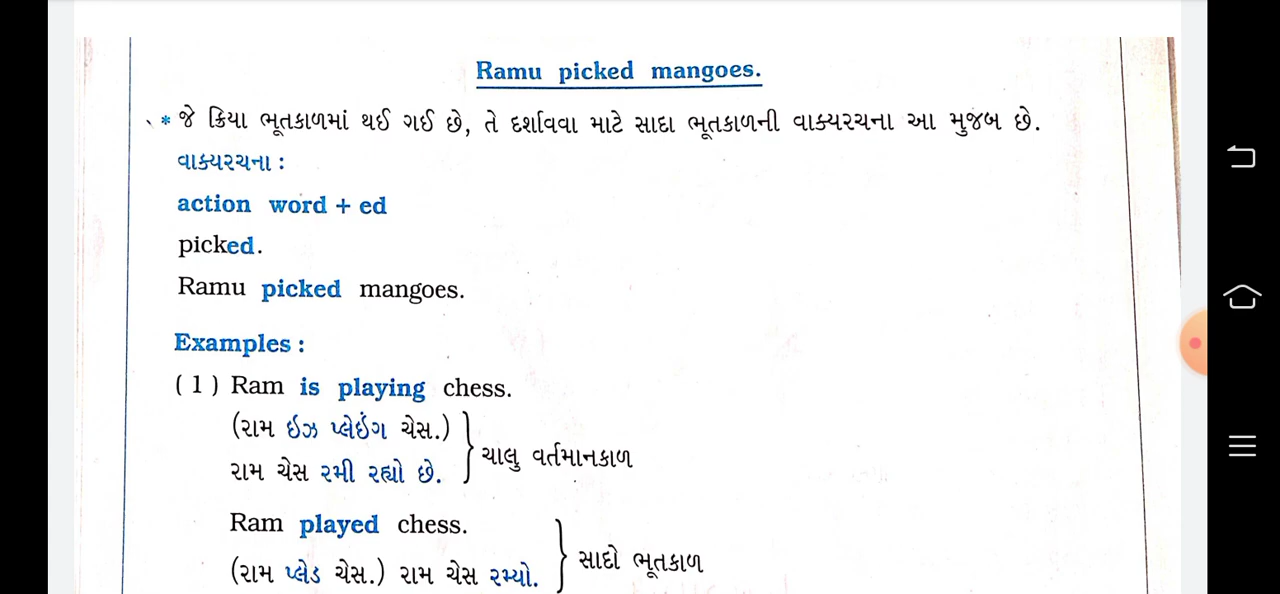 Ramu picked mangoes.
* જે ક્રિયા ભૂતકાળમાં થઈ ગઈ છે, તે દર્શાવવા માટે સાદા ભૂતકાળની વાક્યરચના આ મુજબ છે.
વાક્યરચના :
action word + ed
picked.
Ramu picked mangoes.
Examples :
( 1 ) Ram is playing chess.
(રામ ઇઝ પ્લેઇંગ ચેસ.)
રામ ચેસ રમી રહ્યો છે.
ચાલુ વર્તમાનકાળ
Ram played chess.
(રામ પ્લેડ ચેસ.) રામ ચેસ રમ્યો.
સાદો ભૂતકાળ